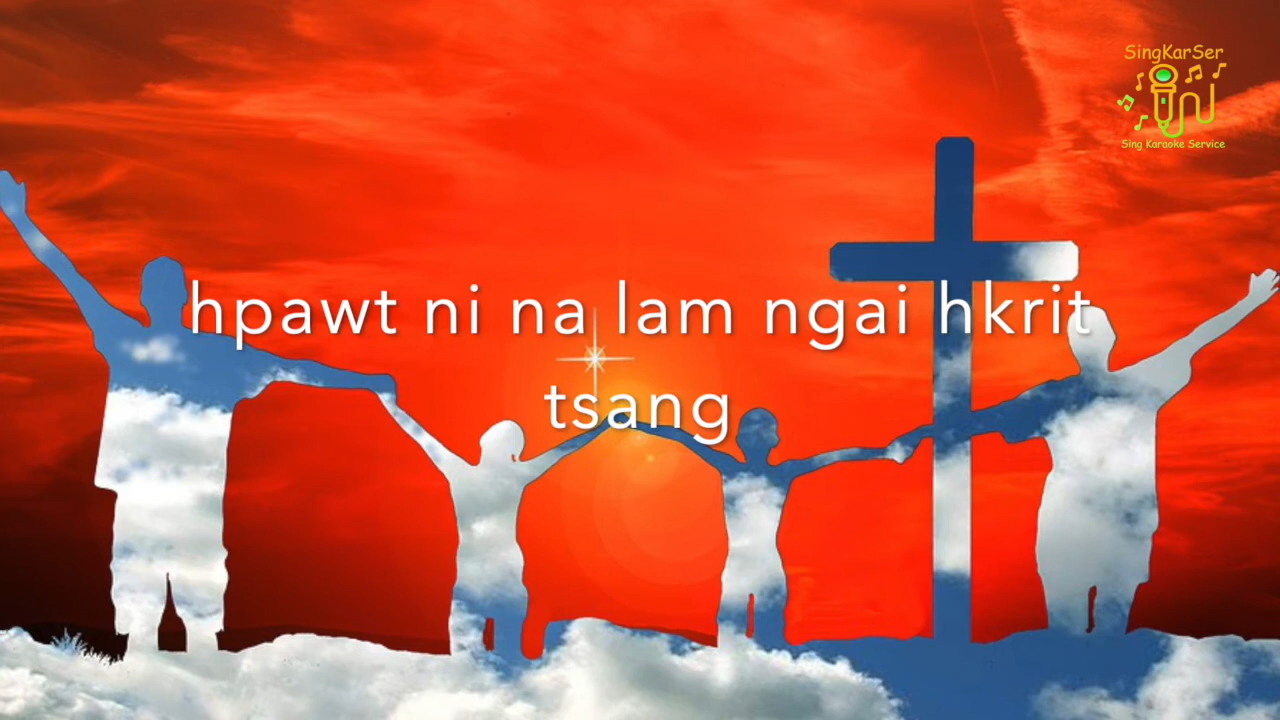 SingKarSer
Sing Karaoke Service
hpawt ni na lam ngai hkrit
tsang